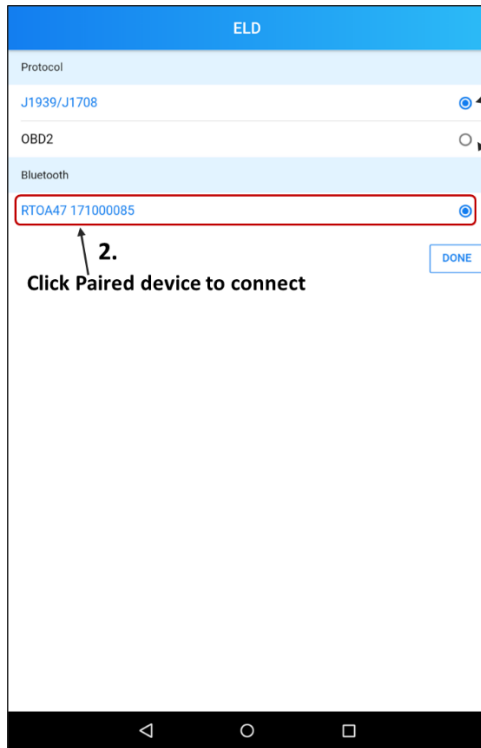 ELD
Protocol
J1939/J1708
OBD2
Bluetooth
RTOA47 171000085
2.
DONE
Click Paired device to connect